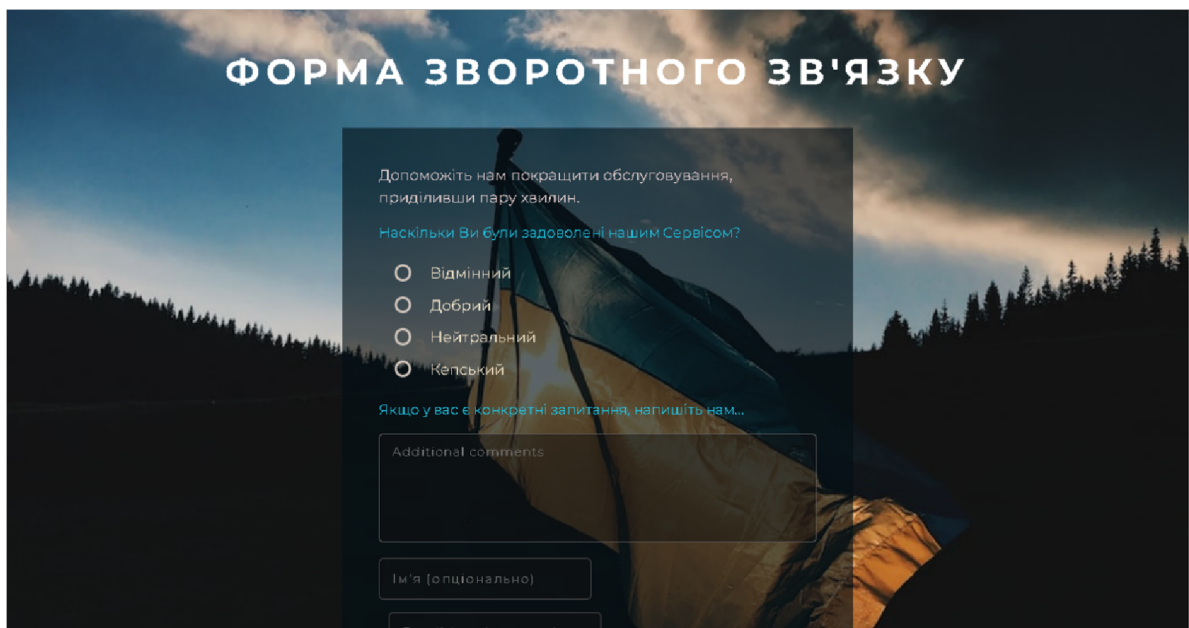 ФОРМА ЗВОРОТНОГО ЗВ'ЯЗКУ
Допоможіть нам покращити обслуговування,
приділивши пару хвилин.
Наскільки Ви були задоволені нашим Сервісом?
Відмінний
Добрий
Нейтральний
Кепський
Якщо у вас є конкретні запитання, напишіть нам...
Additional comments
Ім'я (опціонально)